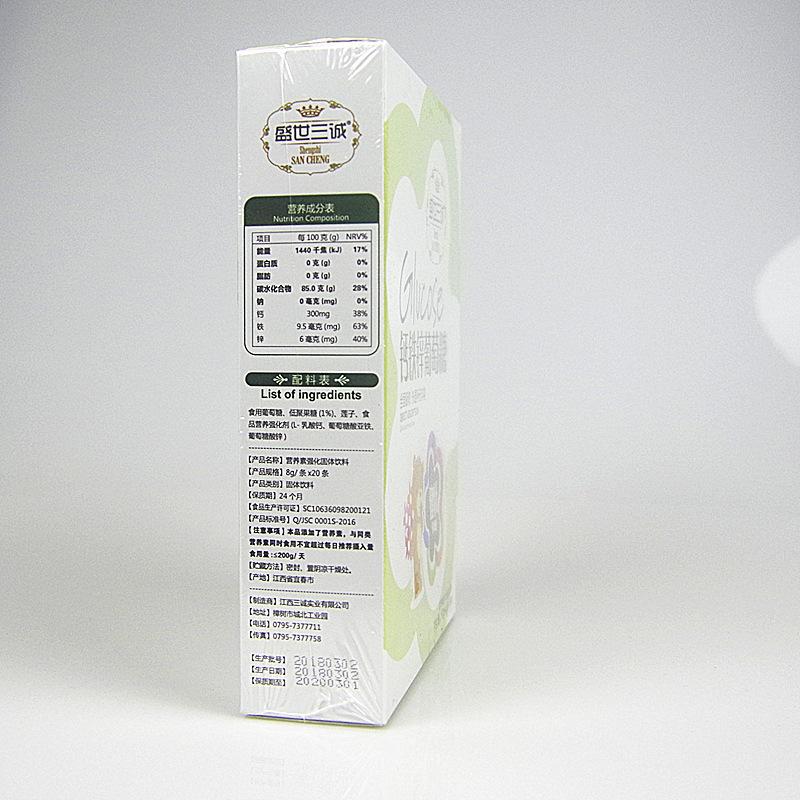 盛世三诚®
Shengshi
SAN CHENG
营养成分表
Nutrition Composition
项目 每100克(g) NRV%
能量 1440 千焦 (kJ) 17%
蛋白质 0 克 (g) 0%
脂肪 0 克 (g) 0%
碳水化合物 85.0 克 (g) 28%
钠 0 毫克 (mg) 0%
钙 300mg 38%
铁 9.5 毫克 (mg) 63%
锌 6 毫克 (mg) 40%
配料表
List of ingredients
食用葡萄糖、低聚果糖 (1%)、莲子、食
品营养强化剂 (L- 乳酸钙、葡萄糖酸亚铁、
葡萄糖酸锌)
【产品名称】营养素强化固体饮料
【产品规格】8g/ 条 x20 条
【产品类别】固体饮料
【保质期】24 个月
【食品生产许可证】SC10636098200121
【产品标准号】Q/JSC 0001S-2016
【注意事项】本品添加了营养素，与同类
营养素同时食用不宜超过每日推荐摄入量
食用量:≤200g/ 天
【贮藏方法】密封、置阴凉干燥处。
【产地】江西省宜春市
【制造商】江西三诚实业有限公司
【地址】樟树市城北工业园
【电话】0795-7377711
【传真】0795-7377758
【生产批号】20180302
【生产日期】20180302
【保质期至】20200301
Glucose
钙铁锌葡萄糖